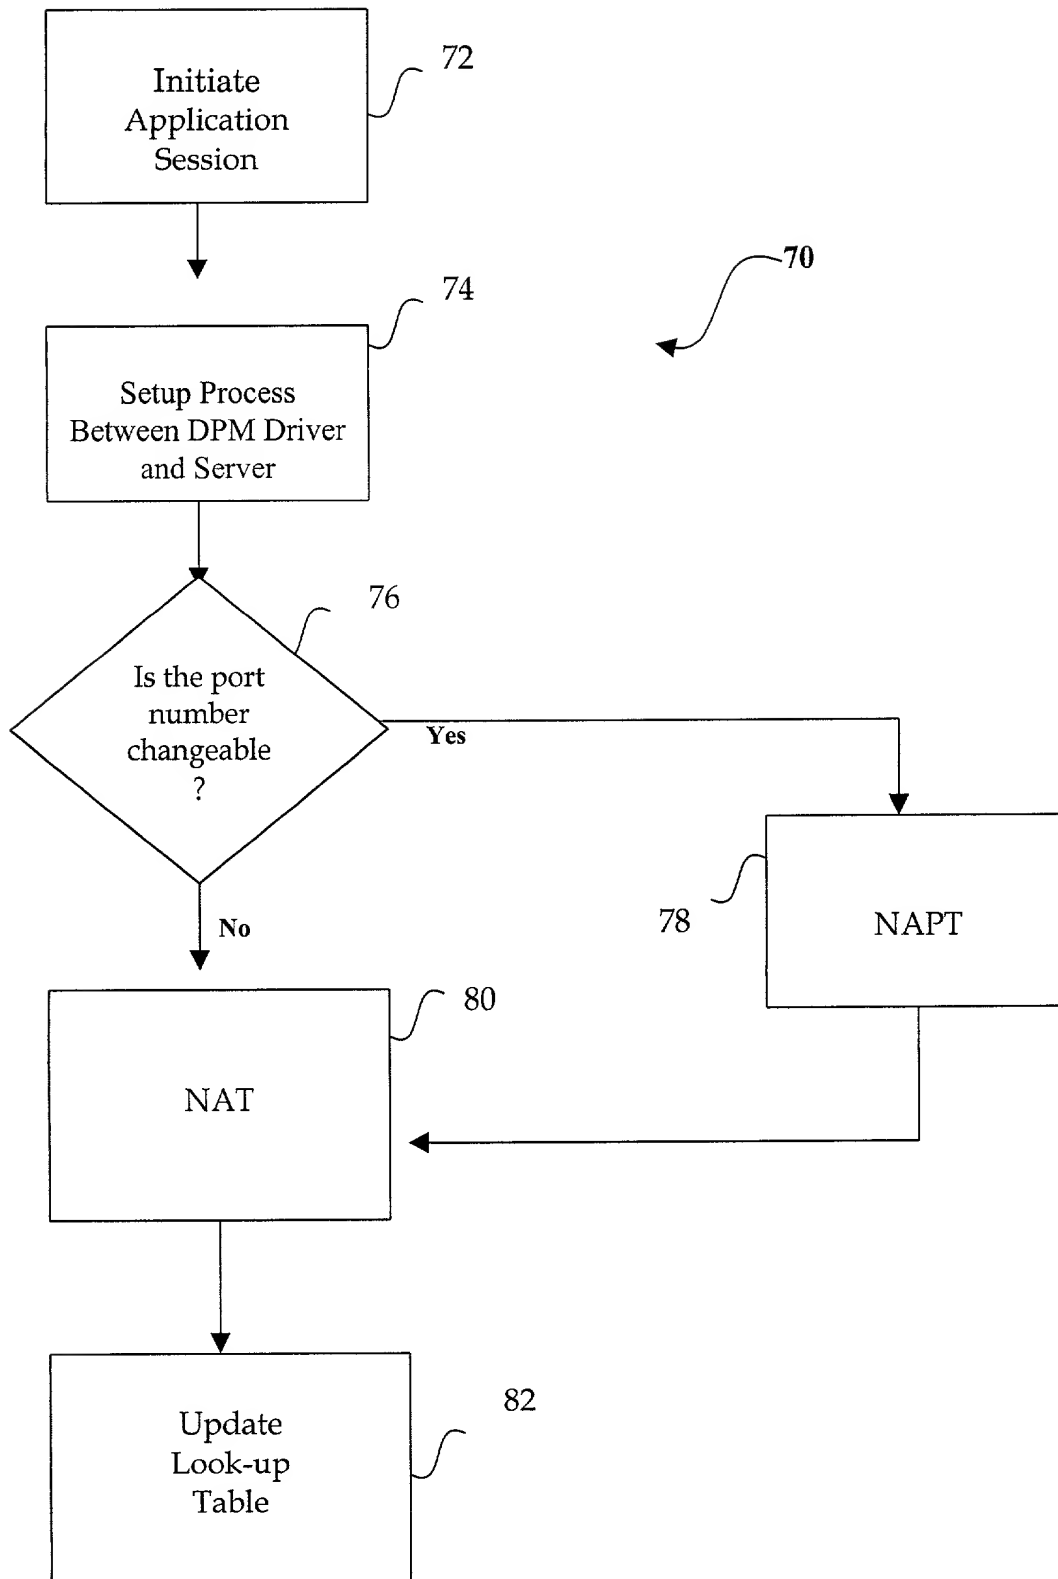 72
Initiate
Application
Session
70
74
Setup Process
Between DPM Driver
and Server
76
Is the port
number
changeable
?
Yes
No
78
NAPT
80
NAT
82
Update
Look-up
Table